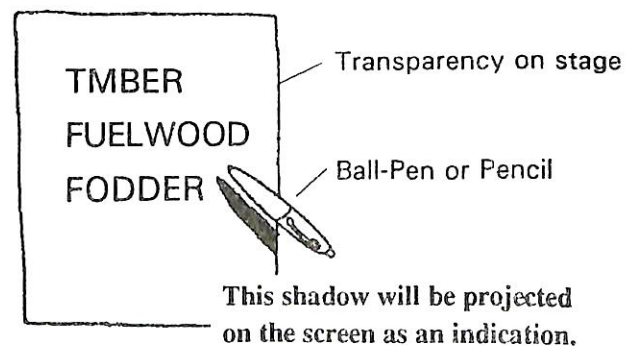 TMBER
FUELWOOD
FODDER
Transparency on stage
Ball-Pen or Pencil
This shadow will be projected
on the screen as an indication.